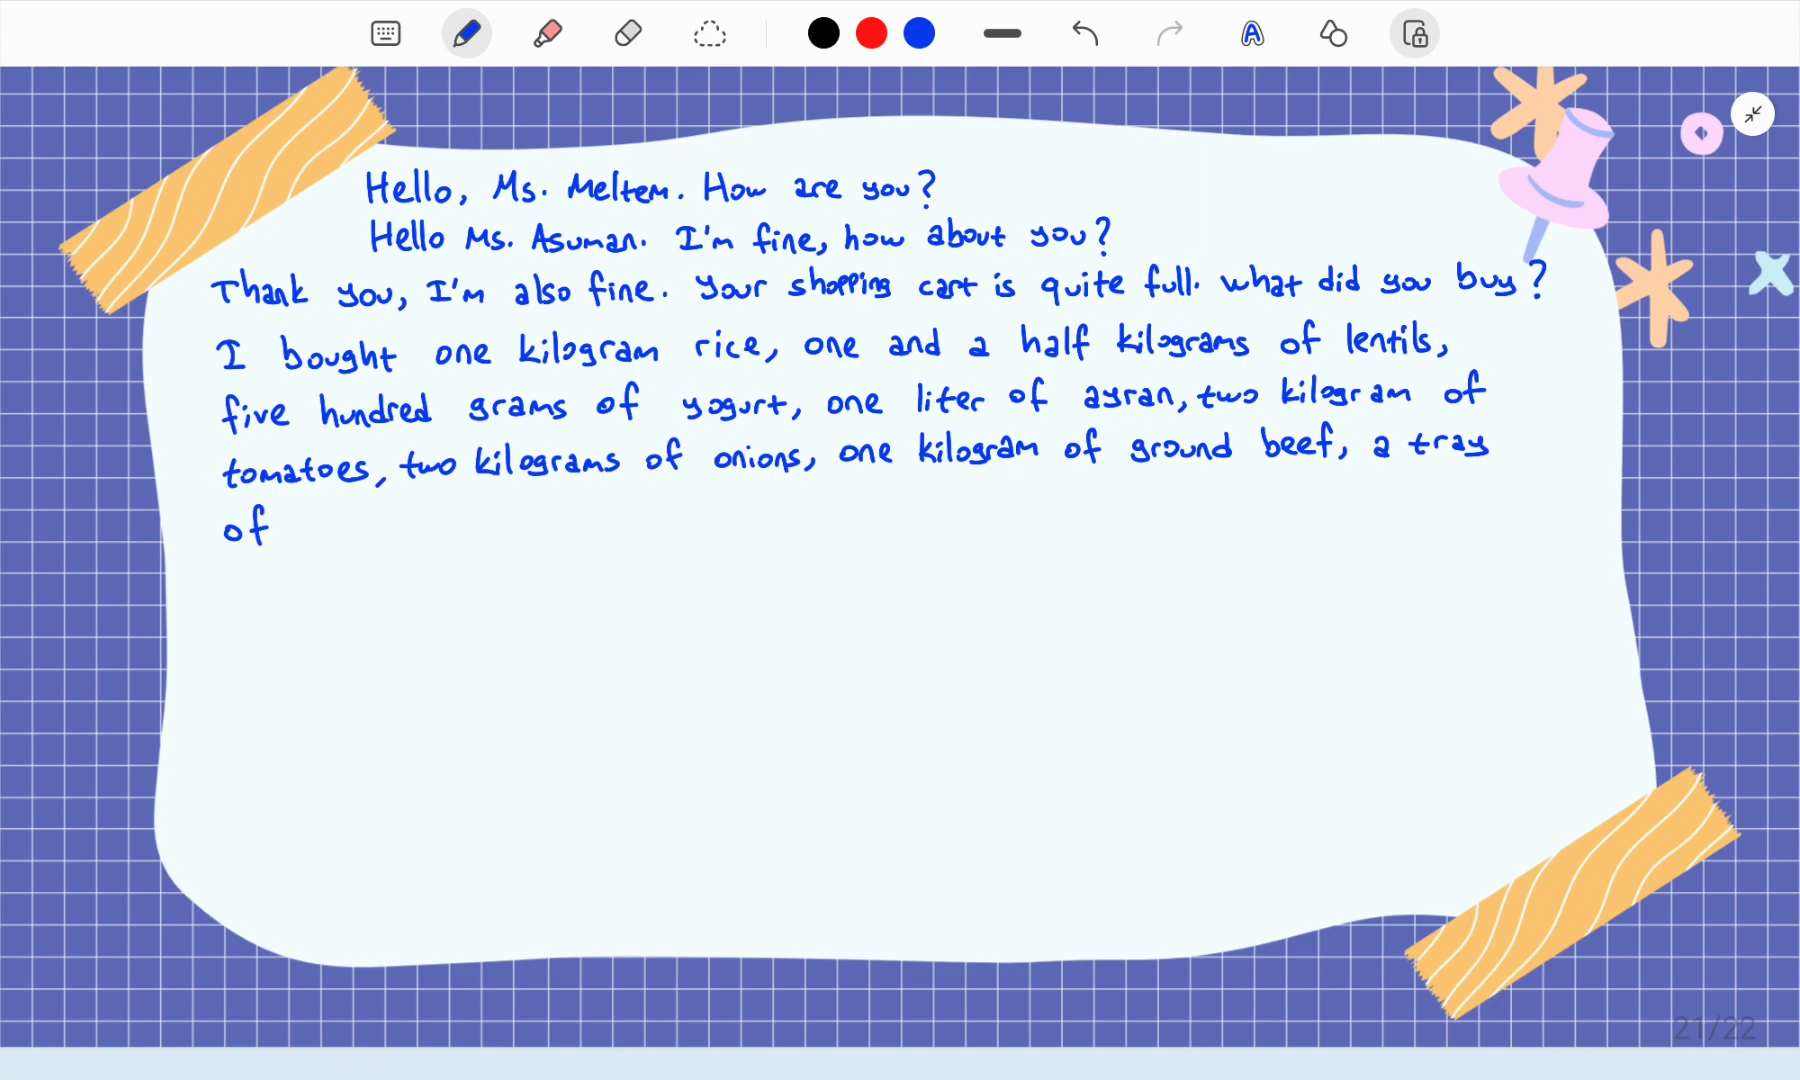 Hello, Ms. Meltem. How are you?
Hello Ms. Asuman. I'm fine, how about you?
Thank you, I'm also fine. Your shopping cart is quite full. What did you buy?
I bought one kilogram rice, one and a half kilograms of lentils,
five hundred grams of yogurt, one liter of ayran, two kilogram of
tomatoes, two kilograms of onions, one kilogram of ground beef, a tray
of
21/22